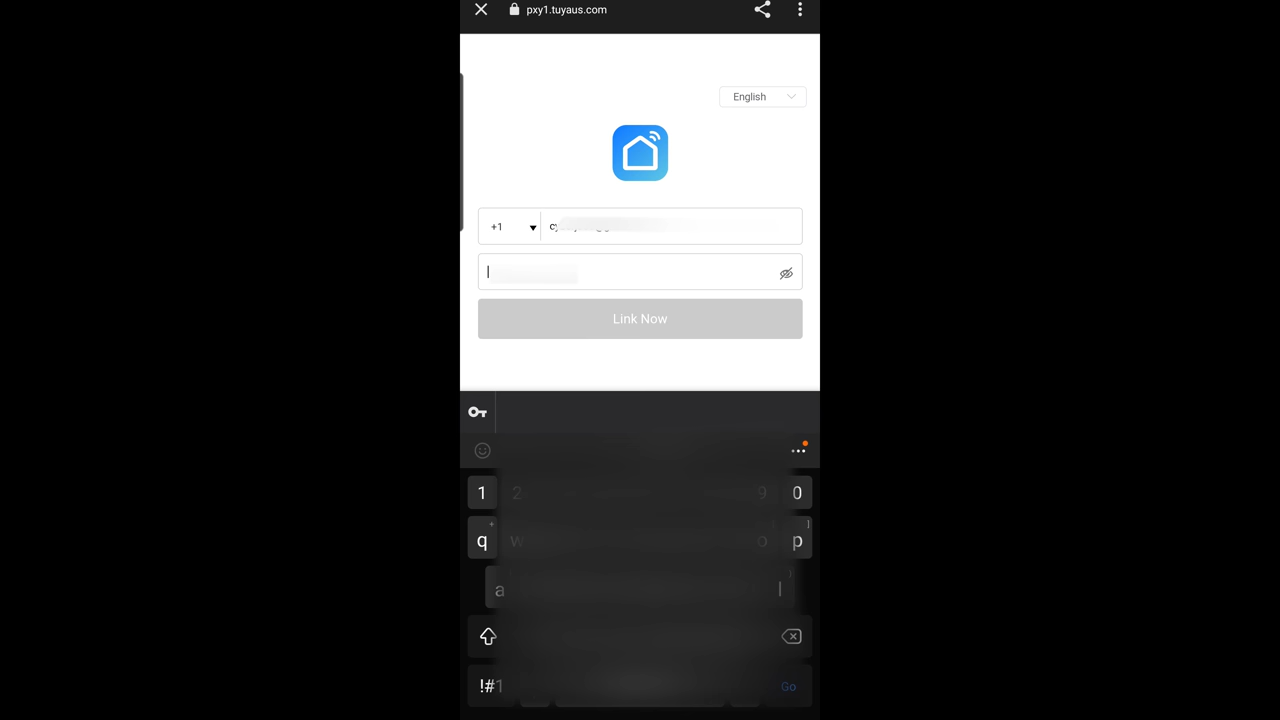 pxy1.tuyaus.com
English
+1
Link Now
1 2 9 0
+ ]
q w o p
a l
!#1 Go